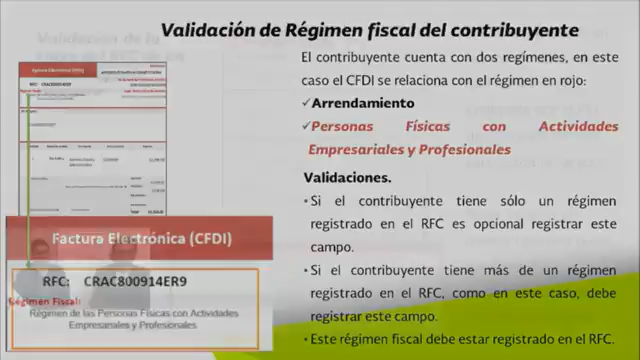 Validación de Régimen fiscal del contribuyente
El contribuyente cuenta con dos regímenes, en este
caso el CFDI se relaciona con el régimen en rojo:
✓Arrendamiento
✓Personas Físicas con Actividades
Empresariales y Profesionales
Validaciones.
• Si el contribuyente tiene sólo un régimen
registrado en el RFC es opcional registrar este
campo.
• Si el contribuyente tiene más de un régimen
registrado en el RFC, como en este caso, debe
registrar este campo.
• Este régimen fiscal debe estar registrado en el RFC.
RFC: CRAC800914ER9
Factura Electrónica (CFDI)
RFC: CRAC800914ER9
Régimen Fiscal:
Régimen de las Personas Físicas con Actividades
Empresariales y Profesionales